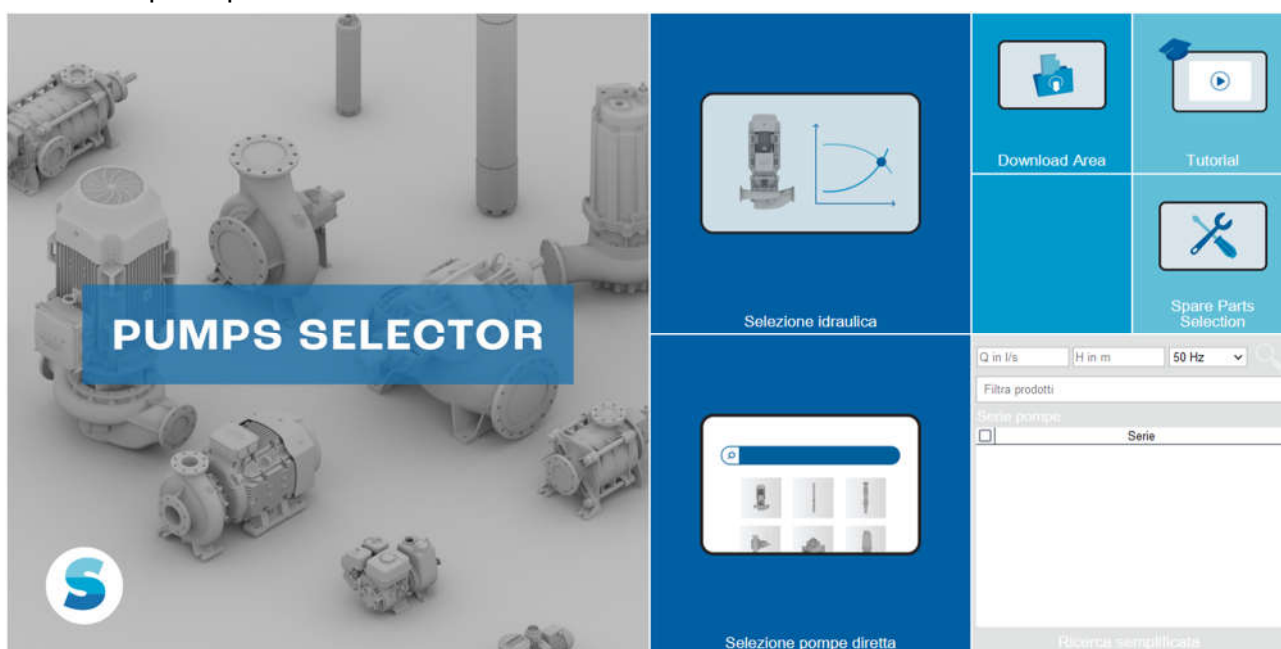 PUMPS SELECTOR
S
Selezione idraulica
Download Area
Tutorial
Spare Parts
Selection
Q in l/s
H in m
50 Hz
Filtra prodotti
Serie pompe
Serie
Selezione pompe diretta
Ricerca semplificata